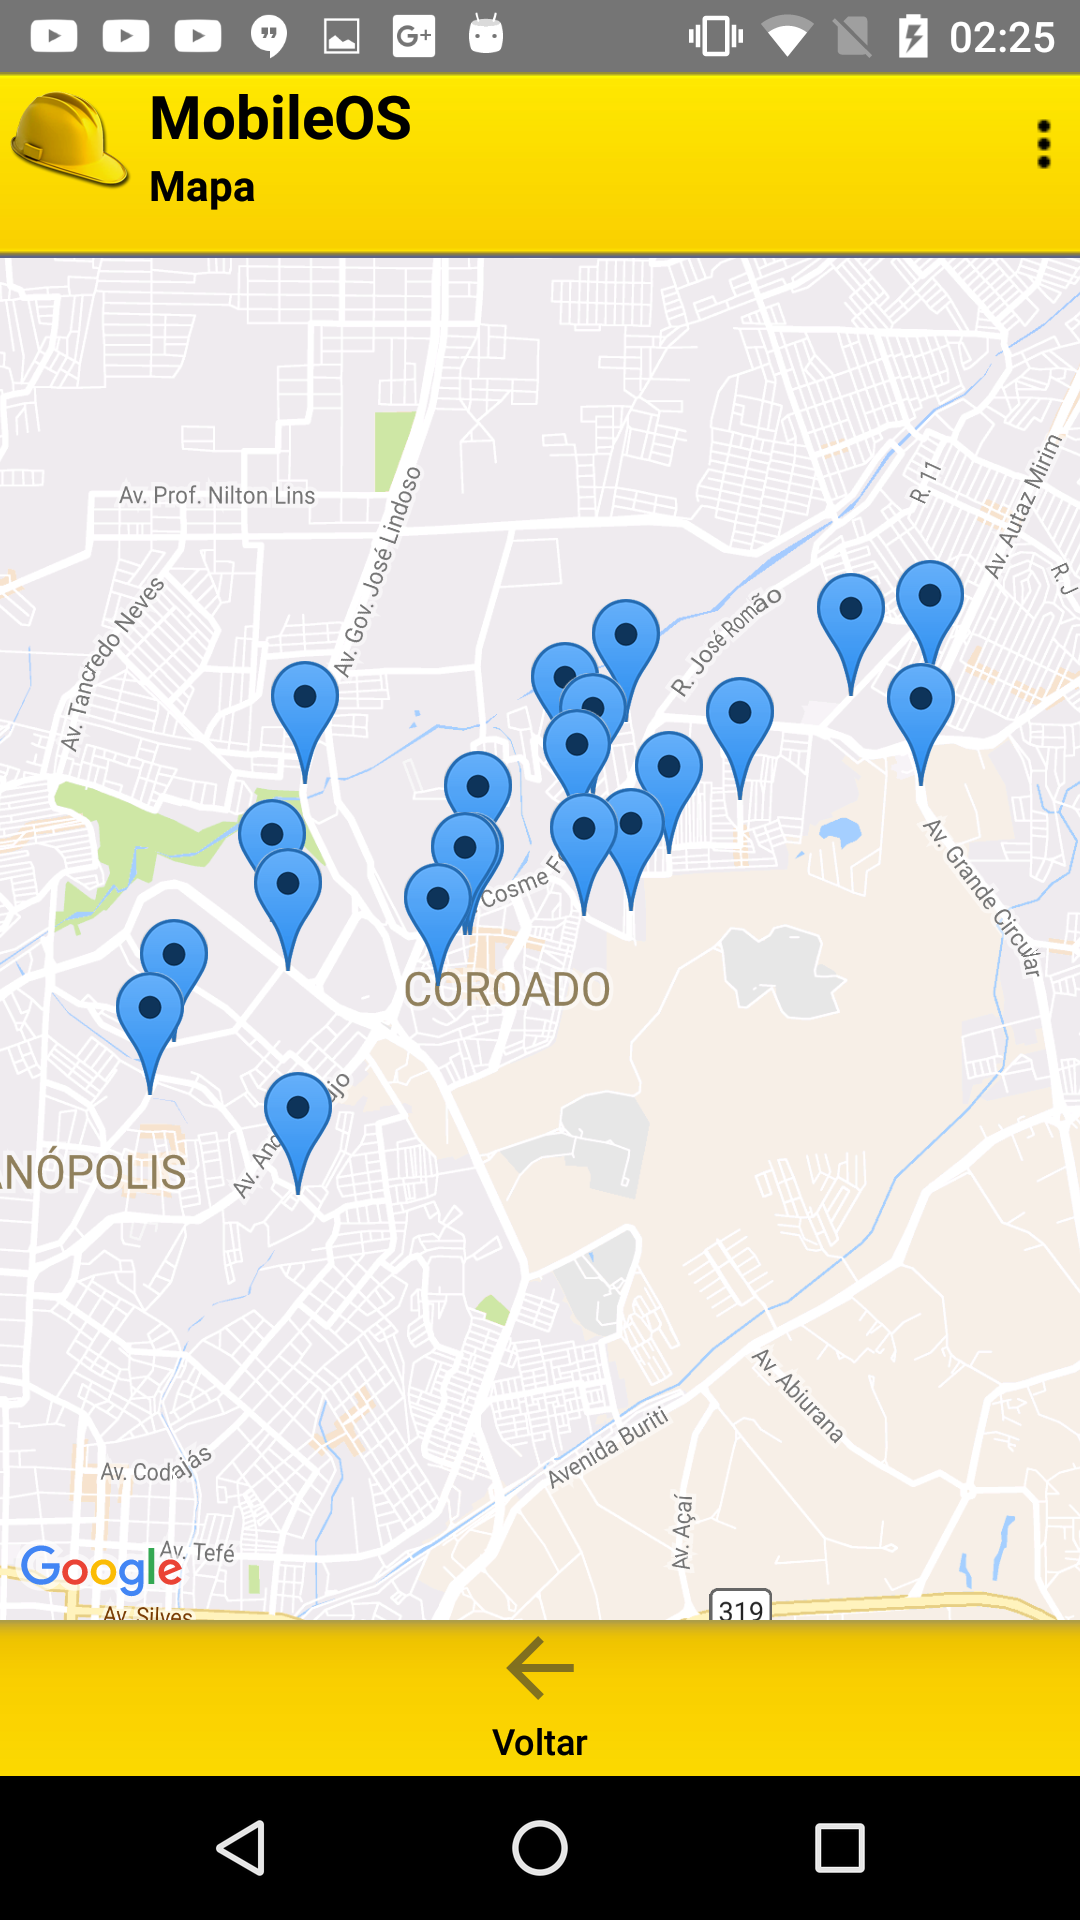 02:25
MobileOS
Mapa
Av. Prof. Nilton Lins
Av. Gov. José Lindoso
Av. Tancredo Neves
R. 11
Av. Autaz Mirim
R. J
R. José Romão
Av. Grande Circular
Cosme F
COROADO
NÓPOLIS
Av. And
újo
Av. Abiurana
Avenida Buriti
Av. Codajás
Av. Açaí
Av. Tefé
Google
Av. Silves
319
Voltar